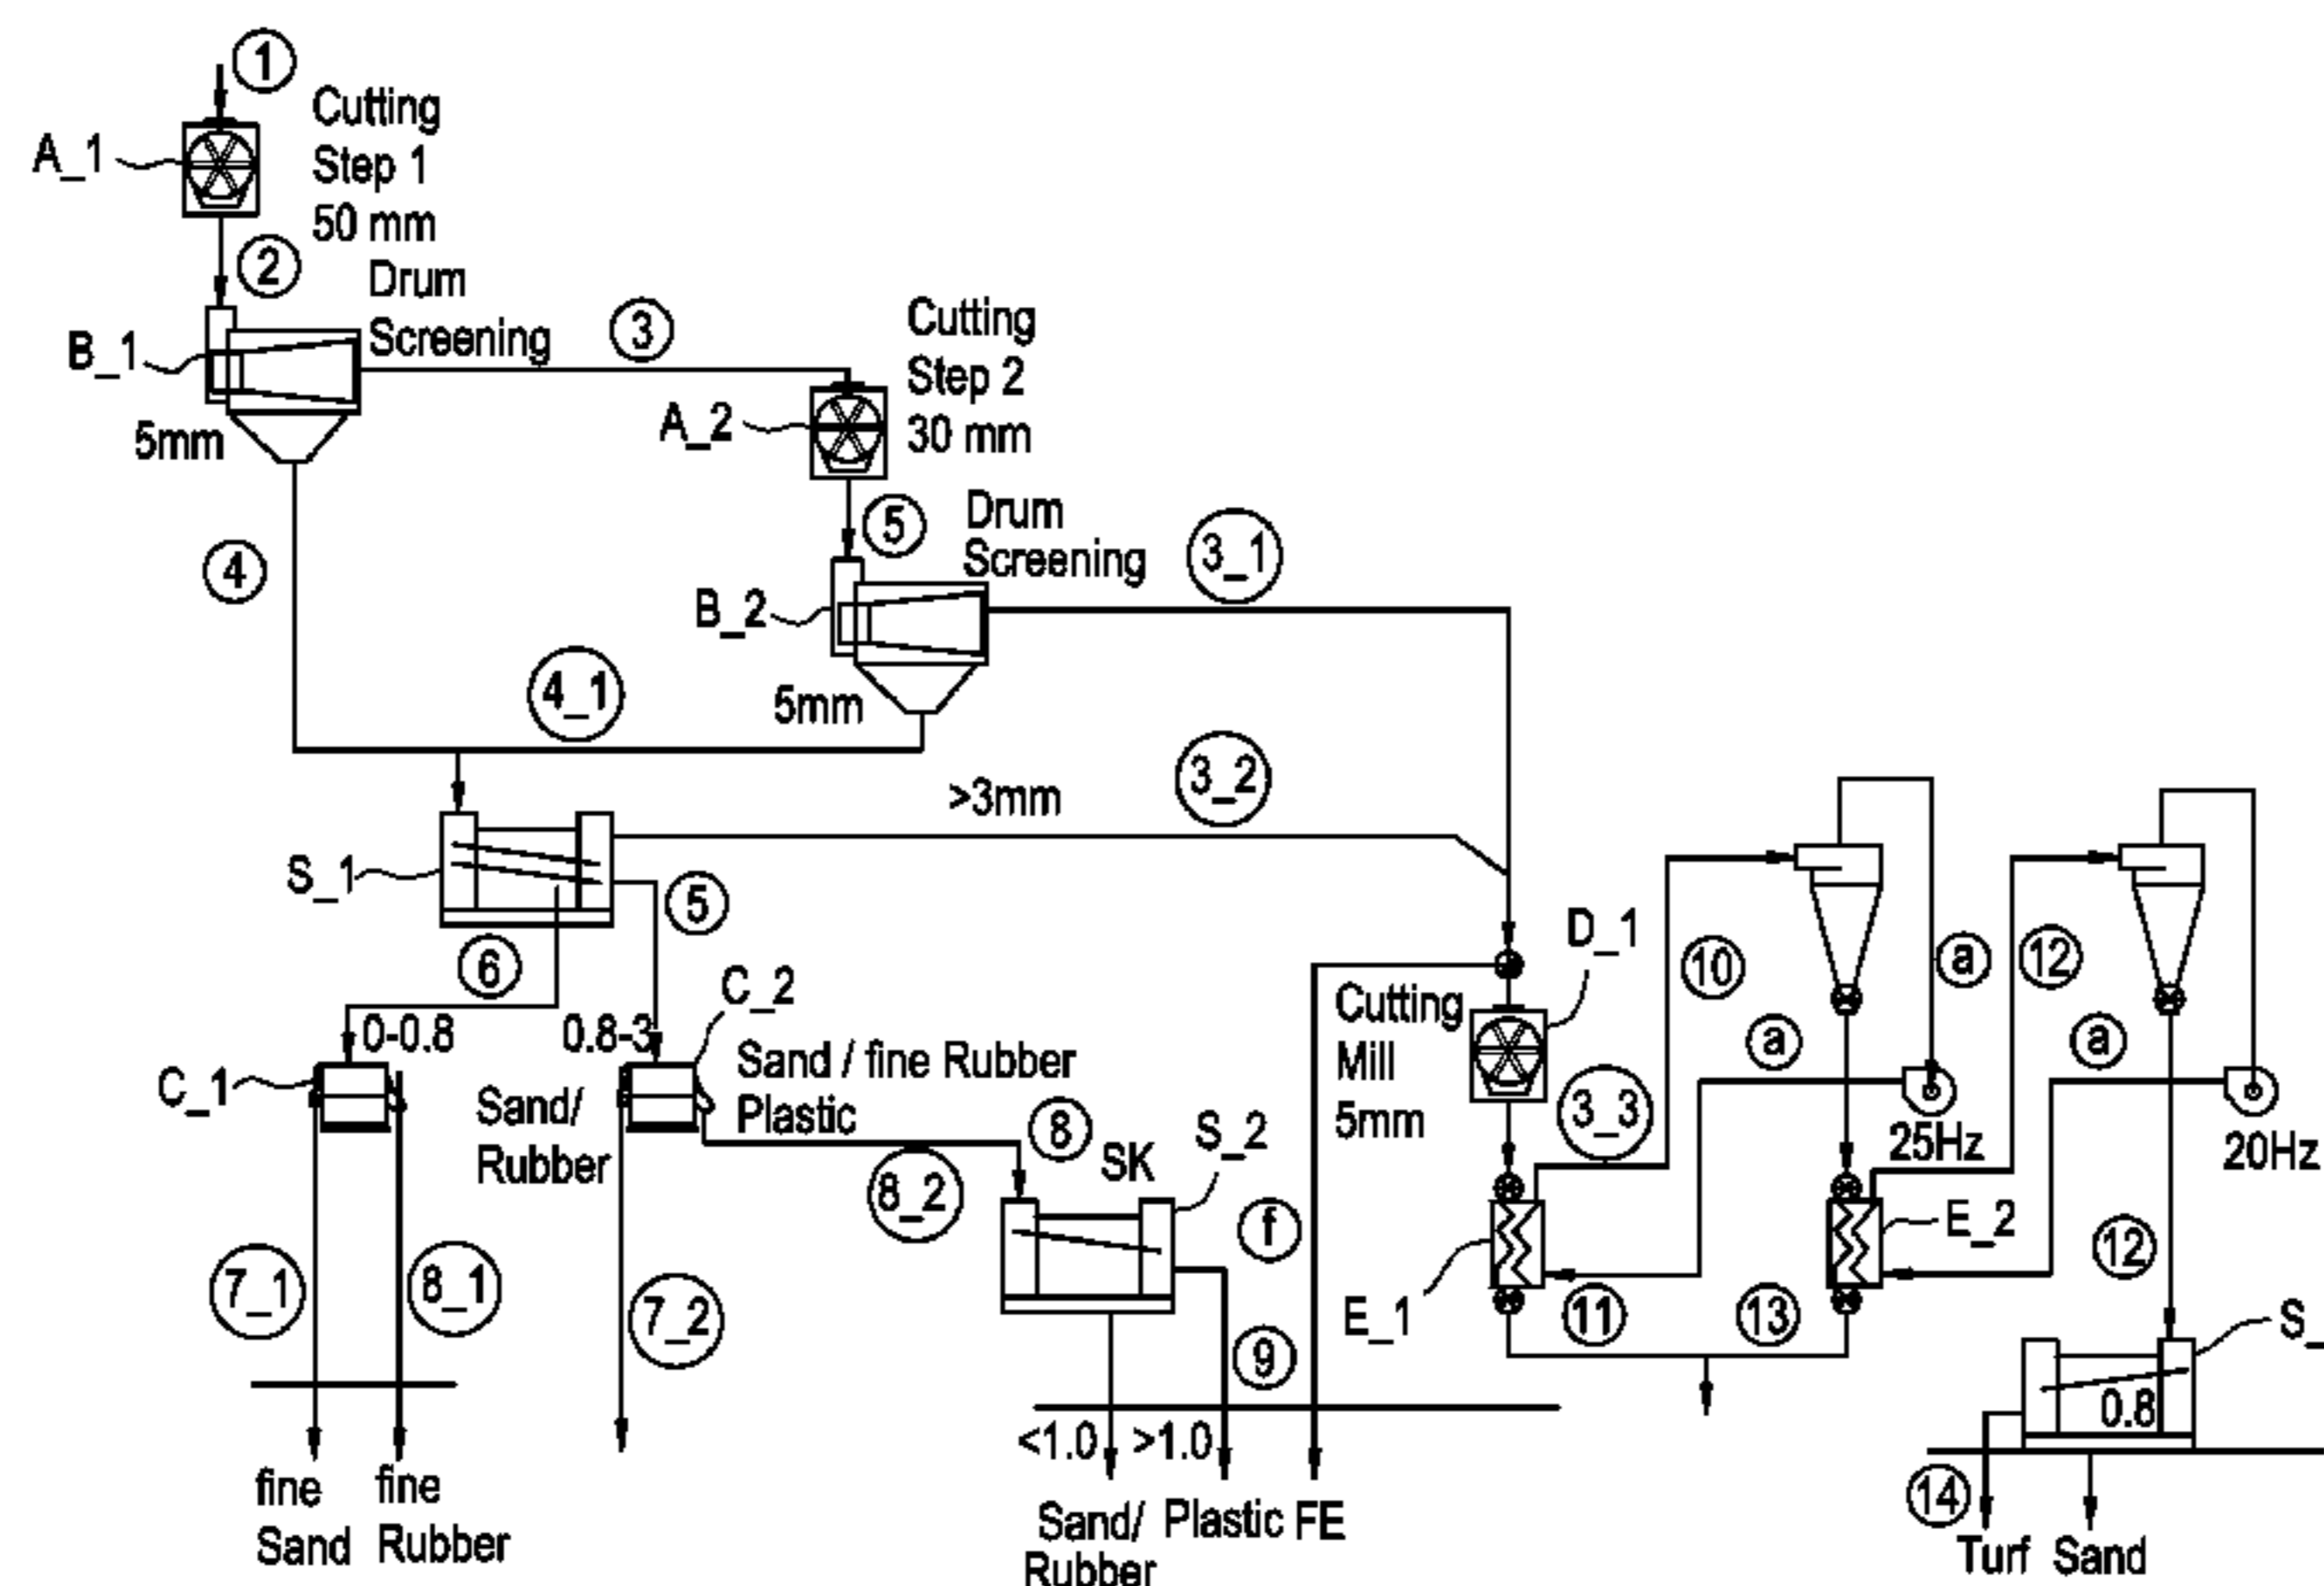 1
Cutting
Step 1
50 mm
A_1
2
Drum
Screening
B_1
5mm
3
Cutting
Step 2
30 mm
A_2
5
Drum
Screening
3_1
4
B_2
5mm
4_1
>3mm
3_2
S_1
5
6
0-0.8
0.8-3
C_2
C_1
Sand/
Rubber
Sand / fine Rubber
Plastic
8
8_2
SK
S_2
7_1
8_1
7_2
f
9
<1.0
>1.0
fine
Sand
fine
Rubber
Sand/
Rubber
Plastic
FE
D_1
Cutting
Mill
5mm
3_3
10
a
12
a
a
25Hz
20Hz
E_1
11
13
E_2
12
S_
0.8
14
Turf
Sand